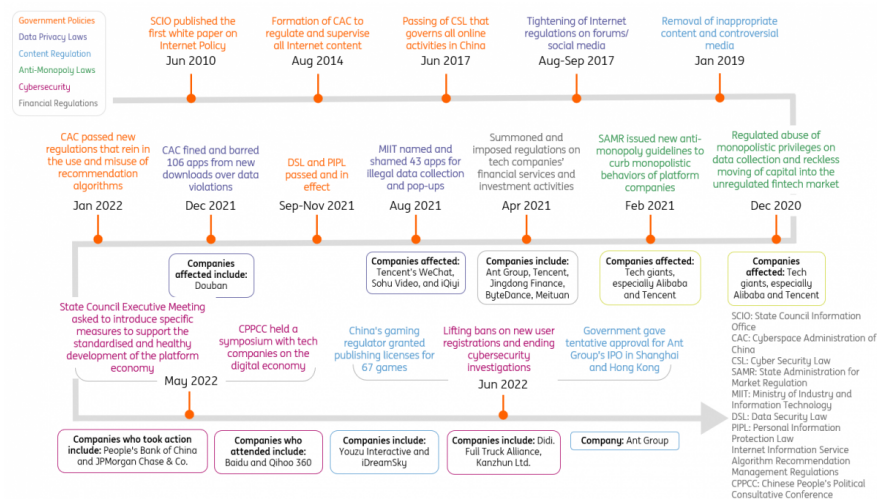 Government Policies
Data Privacy Laws
Content Regulation
Anti-Monopoly Laws
Cybersecurity
Financial Regulations
SCIO published the
first white paper on
Internet Policy
Jun 2010
Formation of CAC to
regulate and supervise
all Internet content
Aug 2014
Passing of CSL that
governs all online
activities in China
Jun 2017
Tightening of Internet
regulations on forums/
social media
Aug-Sep 2017
Removal of inappropriate
content and controversial
media
Jan 2019
CAC passed new
regulations that rein in
the use and misuse of
recommendation
algorithms
Jan 2022
CAC fined and barred
106 apps from new
downloads over data
violations
Dec 2021
DSL and PIPL
passed and in
effect
Sep-Nov 2021
MIIT named and
shamed 43 apps for
illegal data collection
and pop-ups
Aug 2021
Summoned and
imposed regulations on
tech companies'
financial services and
investment activities
Apr 2021
SAMR issued new anti-
monopoly guidelines to
curb monopolistic
behaviors of platform
companies
Feb 2021
Regulated abuse of
monopolistic privileges on
data collection and reckless
moving of capital into the
unregulated fintech market
Dec 2020
Companies
affected include:
Douban
Companies affected:
Tencent's WeChat,
Sohu Video, and iQiyi
Companies include:
Ant Group, Tencent,
Jingdong Finance,
ByteDance, Meituan
Companies affected:
Tech giants,
especially Alibaba
and Tencent
Companies
affected: Tech
giants, especially
Alibaba and Tencent
State Council Executive Meeting
asked to introduce specific
measures to support the
standardised and healthy
development of the platform
economy
CPPCC held a
symposium with tech
companies on the
digital economy
May 2022
China's gaming
regulator granted
publishing licenses for
67 games
Lifting bans on new user
registrations and ending
cybersecurity
investigations
Jun 2022
Government gave
tentative approval for Ant
Group's IPO in Shanghai
and Hong Kong
Companies who took action
include: People's Bank of China
and JPMorgan Chase & Co.
Companies who
attended include:
Baidu and Qihoo 360
Companies include:
Youzu Interactive and
iDreamSky
Companies include: Didi.
Full Truck Alliance,
Kanzhun Ltd.
Company: Ant Group
SCIO: State Council Information
Office
CAC: Cyberspace Administration of
China
CSL: Cyber Security Law
SAMR: State Administration for
Market Regulation
MIIT: Ministry of Industry and
Information Technology
DSL: Data Security Law
PIPL: Personal Information
Protection Law
Internet Information Service
Algorithm Recommendation
Management Regulations
CPPCC: Chinese People's Political
Consultative Conference